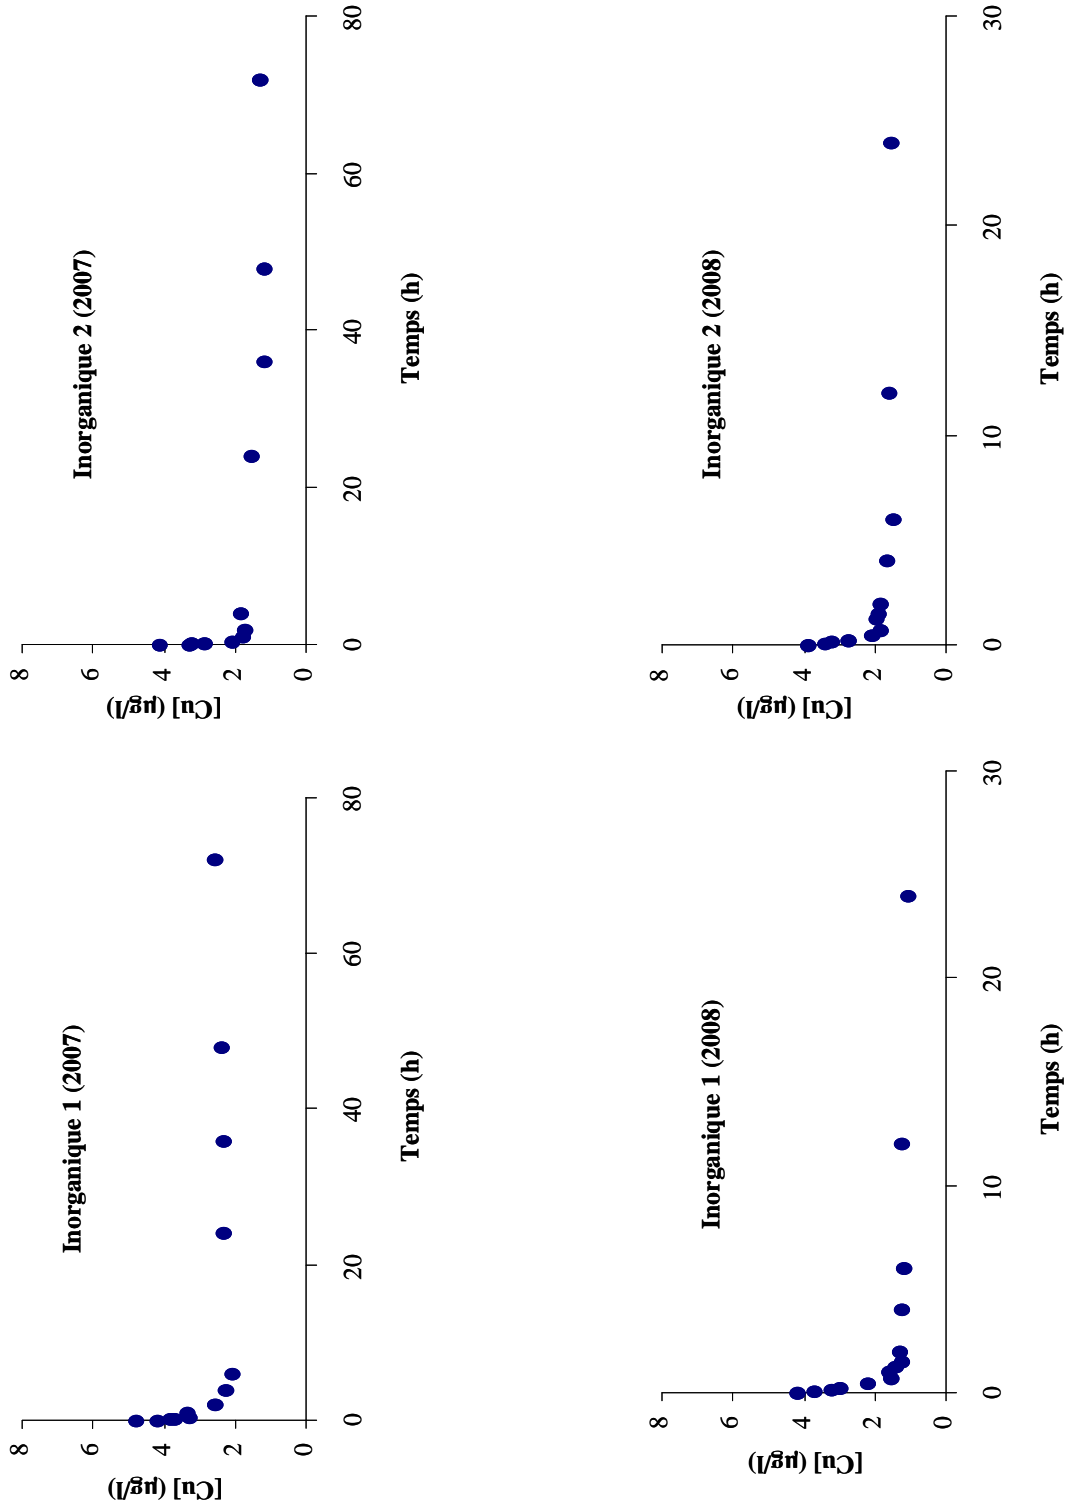 Inorganique 1 (2007)
[Cu] (µg/l)
8
6
4
2
0
0 20 40 60 80
Temps (h)
Inorganique 2 (2007)
[Cu] (µg/l)
8
6
4
2
0
0 20 40 60 80
Temps (h)
Inorganique 1 (2008)
[Cu] (µg/l)
8
6
4
2
0
0 10 20 30
Temps (h)
Inorganique 2 (2008)
[Cu] (µg/l)
8
6
4
2
0
0 10 20 30
Temps (h)